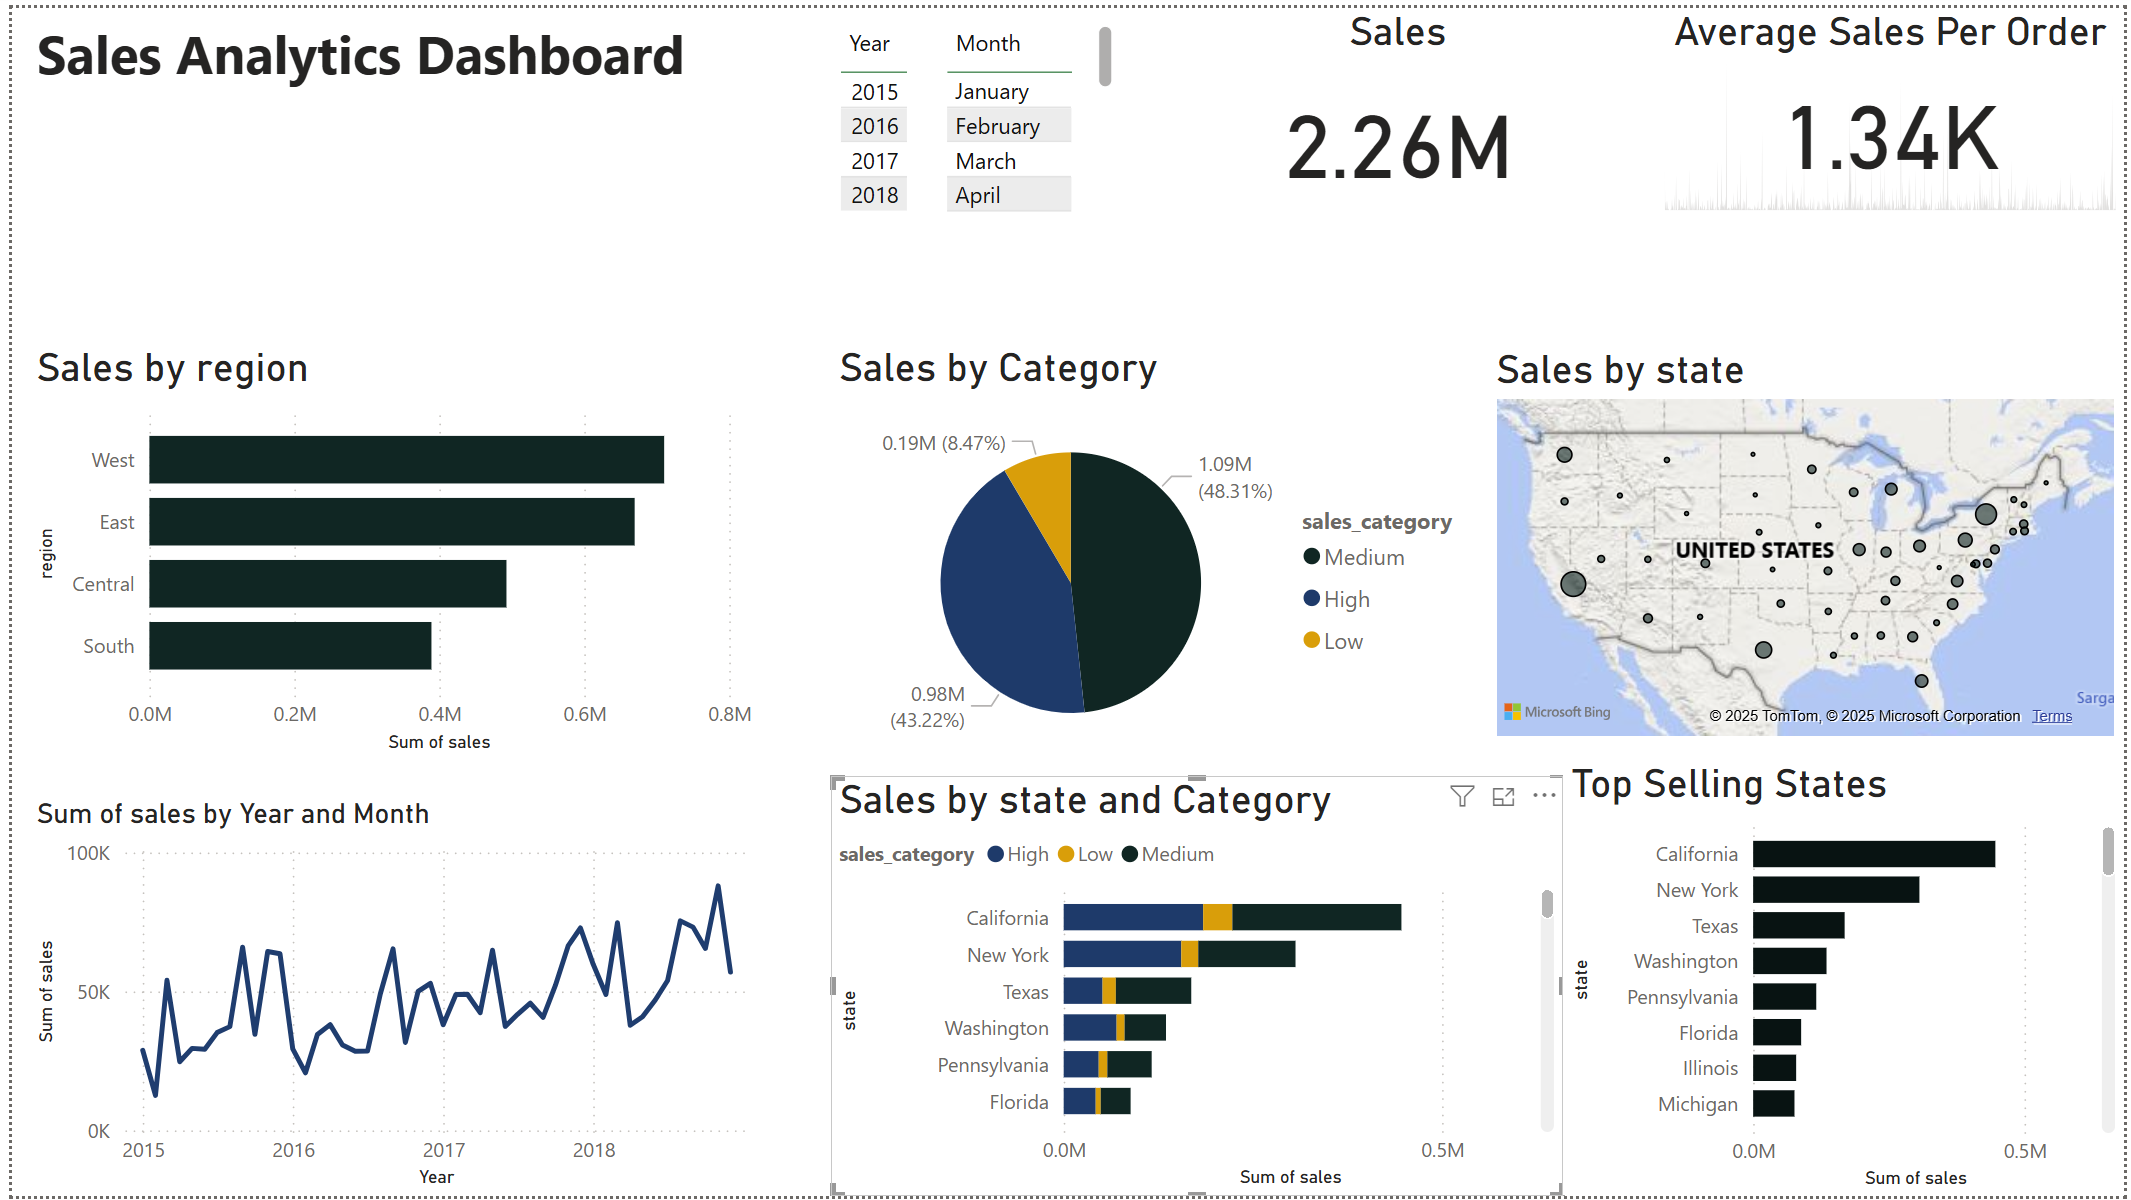 Sales Analytics Dashboard
Year
2015
2016
2017
2018
Month
January
February
March
April
Sales
2.26M
Average Sales Per Order
1.34K
Sales by region
region
West
East
Central
South
0.0M 0.2M 0.4M 0.6M 0.8M
Sum of sales
Sales by Category
0.19M (8.47%)
1.09M
(48.31%)
0.98M
(43.22%)
sales_category
Medium
High
Low
Sales by state
UNITED STATES
Sarga
Microsoft Bing
© 2025 TomTom, © 2025 Microsoft Corporation Terms
Sum of sales by Year and Month
Sum of sales
100K
50K
0K
2015 2016 2017 2018
Year
Sales by state and Category
sales_category High Low Medium
state
California
New York
Texas
Washington
Pennsylvania
Florida
0.0M 0.5M
Sum of sales
Top Selling States
state
California
New York
Texas
Washington
Pennsylvania
Florida
Illinois
Michigan
0.0M 0.5M
Sum of sales